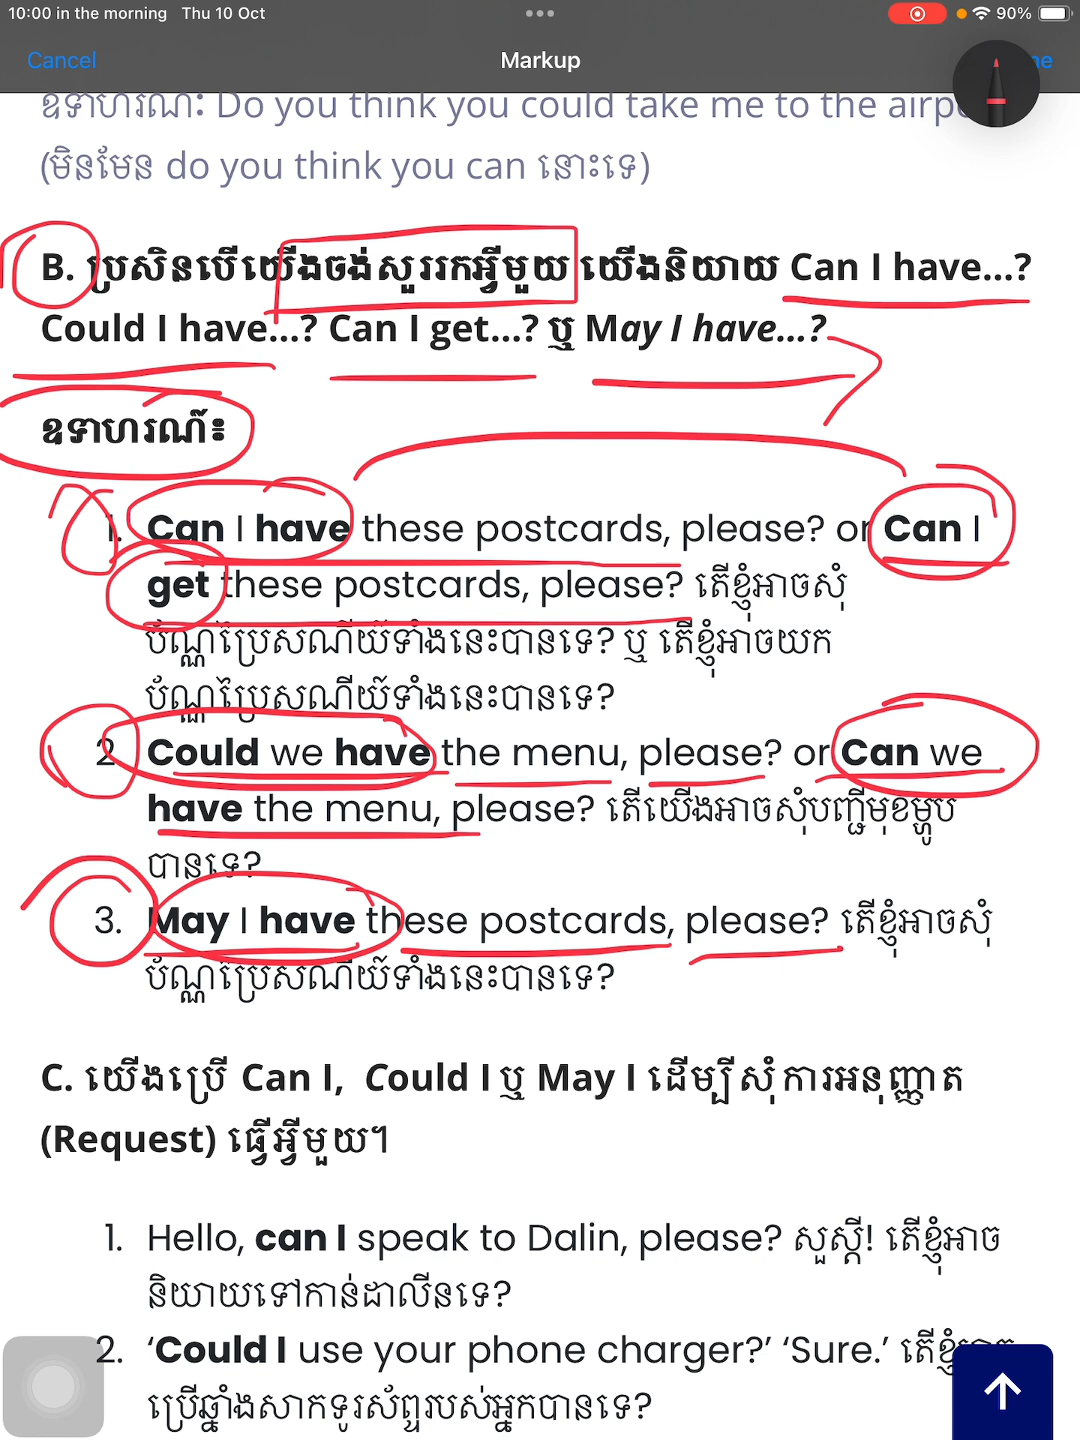 10:00 in the morning Thu 10 Oct
90%
Cancel
Markup
ឧទាហរណ៍៖ Do you think you could take me to the
(មិនមែន do you think you can នោះទេ)
B. ប្រសិនបើយើងចង់សួររកអ្វីមួយ យើងនិយាយ Can I have...?
Could I have...? Can I get...? ឬ May I have...?
ឧទាហរណ៍៖
1. Can I have these postcards, please? or Can I
get these postcards, please? តើខ្ញុំអាចសុំ
ប័ណ្ណប្រៃសណីយ៍ទាំងនេះបានទេ? ឬ តើខ្ញុំអាចយក
ប័ណ្ណប្រៃសណីយ៍ទាំងនេះបានទេ?
2. Could we have the menu, please? or Can we
have the menu, please? តើយើងអាចសុំបញ្ជីមុខម្ហូប
បានទេ?
3. May I have these postcards, please? តើខ្ញុំអាចសុំ
ប័ណ្ណប្រៃសណីយ៍ទាំងនេះបានទេ?
C. យើងប្រើ Can I, Could I ឬ May I ដើម្បីសុំការអនុញ្ញាត
(Request) ធ្វើអ្វីមួយ។
1. Hello, can I speak to Dalin, please? សួស្តី! តើខ្ញុំអាច
និយាយទៅកាន់ដាលីនទេ?
2. ‘Could I use your phone charger?’ ‘Sure.’ តើខ្ញុំ
ប្រើឆ្នាំងសាកទូរស័ព្ទរបស់អ្នកបានទេ?